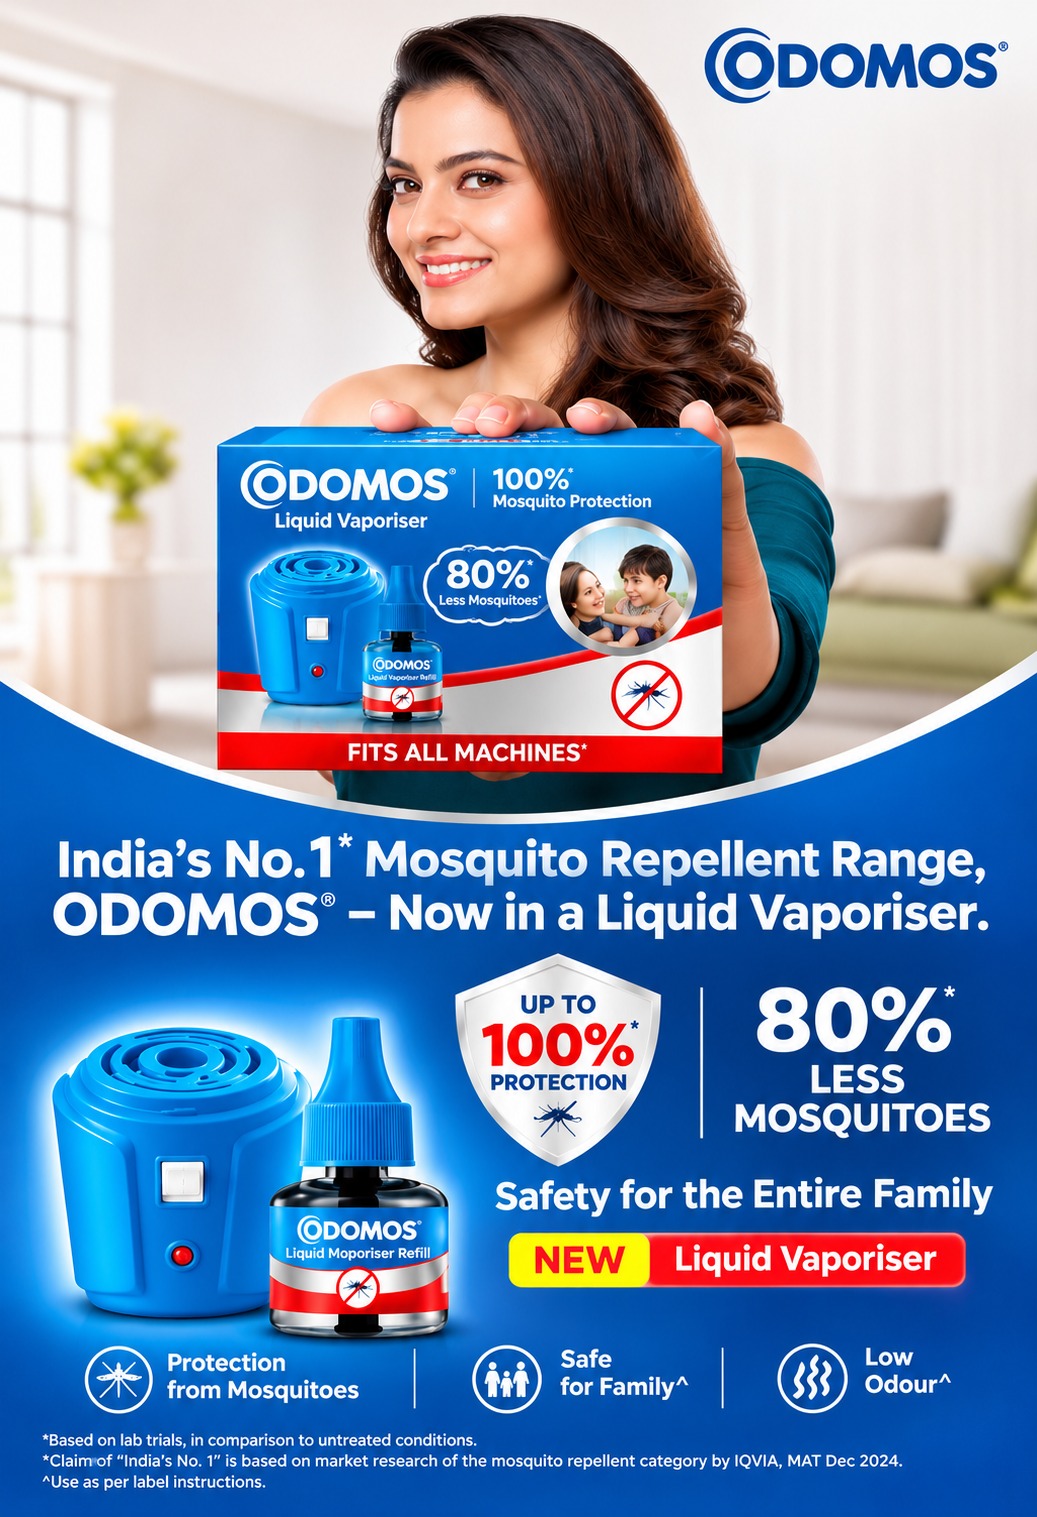 ODOMOS®
ODOMOS®
Liquid Vaporiser
100%*
Mosquito Protection
80%*
Less Mosquitoes*
ODOMOS®
Liquid Vaporiser Refill
FITS ALL MACHINES*
India's No.1* Mosquito Repellent Range,
ODOMOS® – Now in a Liquid Vaporiser.
UP TO
100%*
PROTECTION
80%*
LESS
MOSQUITOES
Safety for the Entire Family
NEW Liquid Vaporiser
ODOMOS®
Liquid Moporiser Refill
Protection
from Mosquitoes
Safe
for Family^
Low
Odour^
*Based on lab trials, in comparison to untreated conditions.
*Claim of “India's No. 1” is based on market research of the mosquito repellent category by IQVIA, MAT Dec 2024.
^Use as per label instructions.